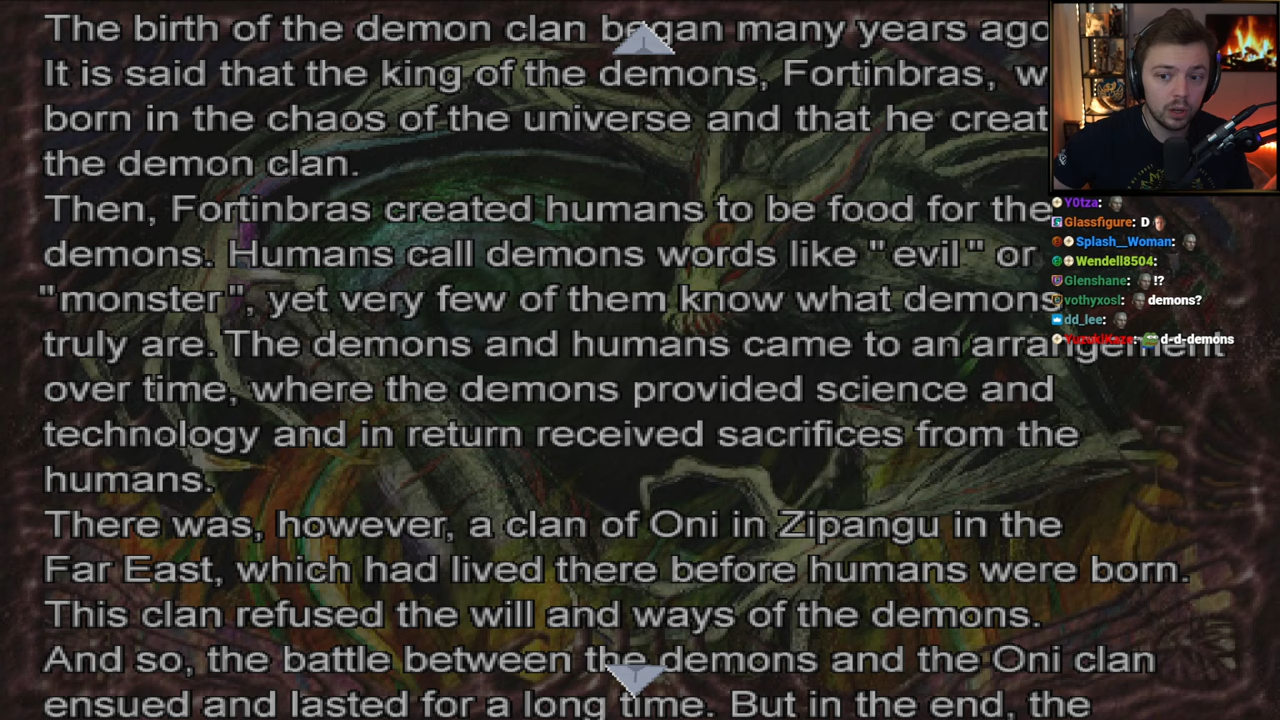 The birth of the demon clan began many years ago
It is said that the king of the demons, Fortinbras, w
born in the chaos of the universe and that he creat
the demon clan.
Then, Fortinbras created humans to be food for the
demons. Humans call demons words like "evil" or
"monster", yet very few of them know what demons
truly are. The demons and humans came to an arrangement
over time, where the demons provided science and
technology and in return received sacrifices from the
humans.
There was, however, a clan of Oni in Zipangu in the
Far East, which had lived there before humans were born.
This clan refused the will and ways of the demons.
And so, the battle between the demons and the Oni clan
ensued and lasted for a long time. But in the end, the
Y0tza:
Glassfigure: D
Splash__Woman:
Wendell8504:
Glenshane: !?
vothyxosl: demons?
dd_lee:
YuzukiKaze: d-d-demons